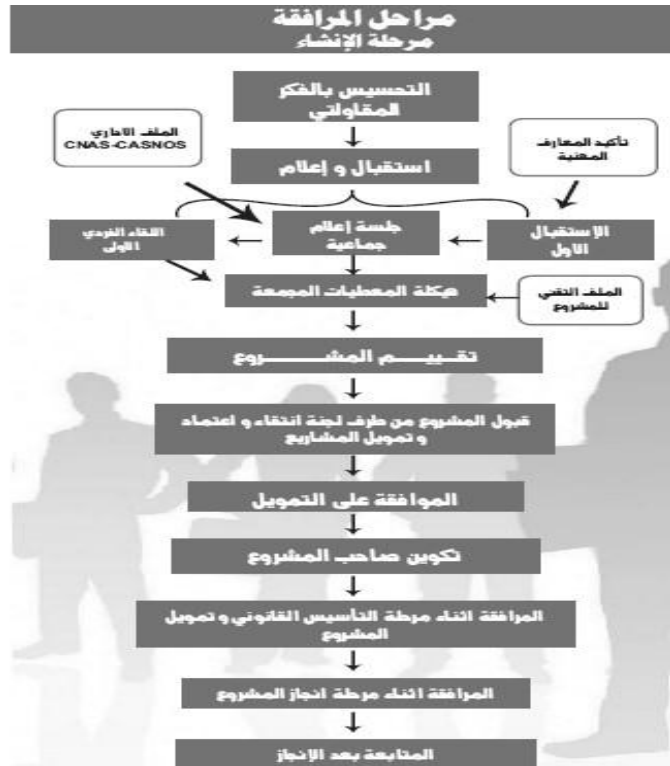 مراحل المرافقة
مرحلة الإنشاء
التحسيس بالفكر
المقاولتي
الملف الاداري
CNAS-CASNOS
تأكيد المعارف
المهنية
استقبال و إعلام
الإستقبال
الأول
جلسة إعلام
جماعية
اللقاء الفردي
الأولى
هيكلة المعطيات المجمعة
الملف التقني
للمشروع
تقييم المشروع
قبول المشروع من طرف لجنة انتقاء و اعتماد
و تمويل المشاريع
الموافقة على التمويل
تكوين صاحب المشروع
المرافقة اثناء مرحلة التأسيس القانوني و تمويل
المشروع
المرافقة اثناء مرحلة انجاز المشروع
المتابعة بعد الإنجاز